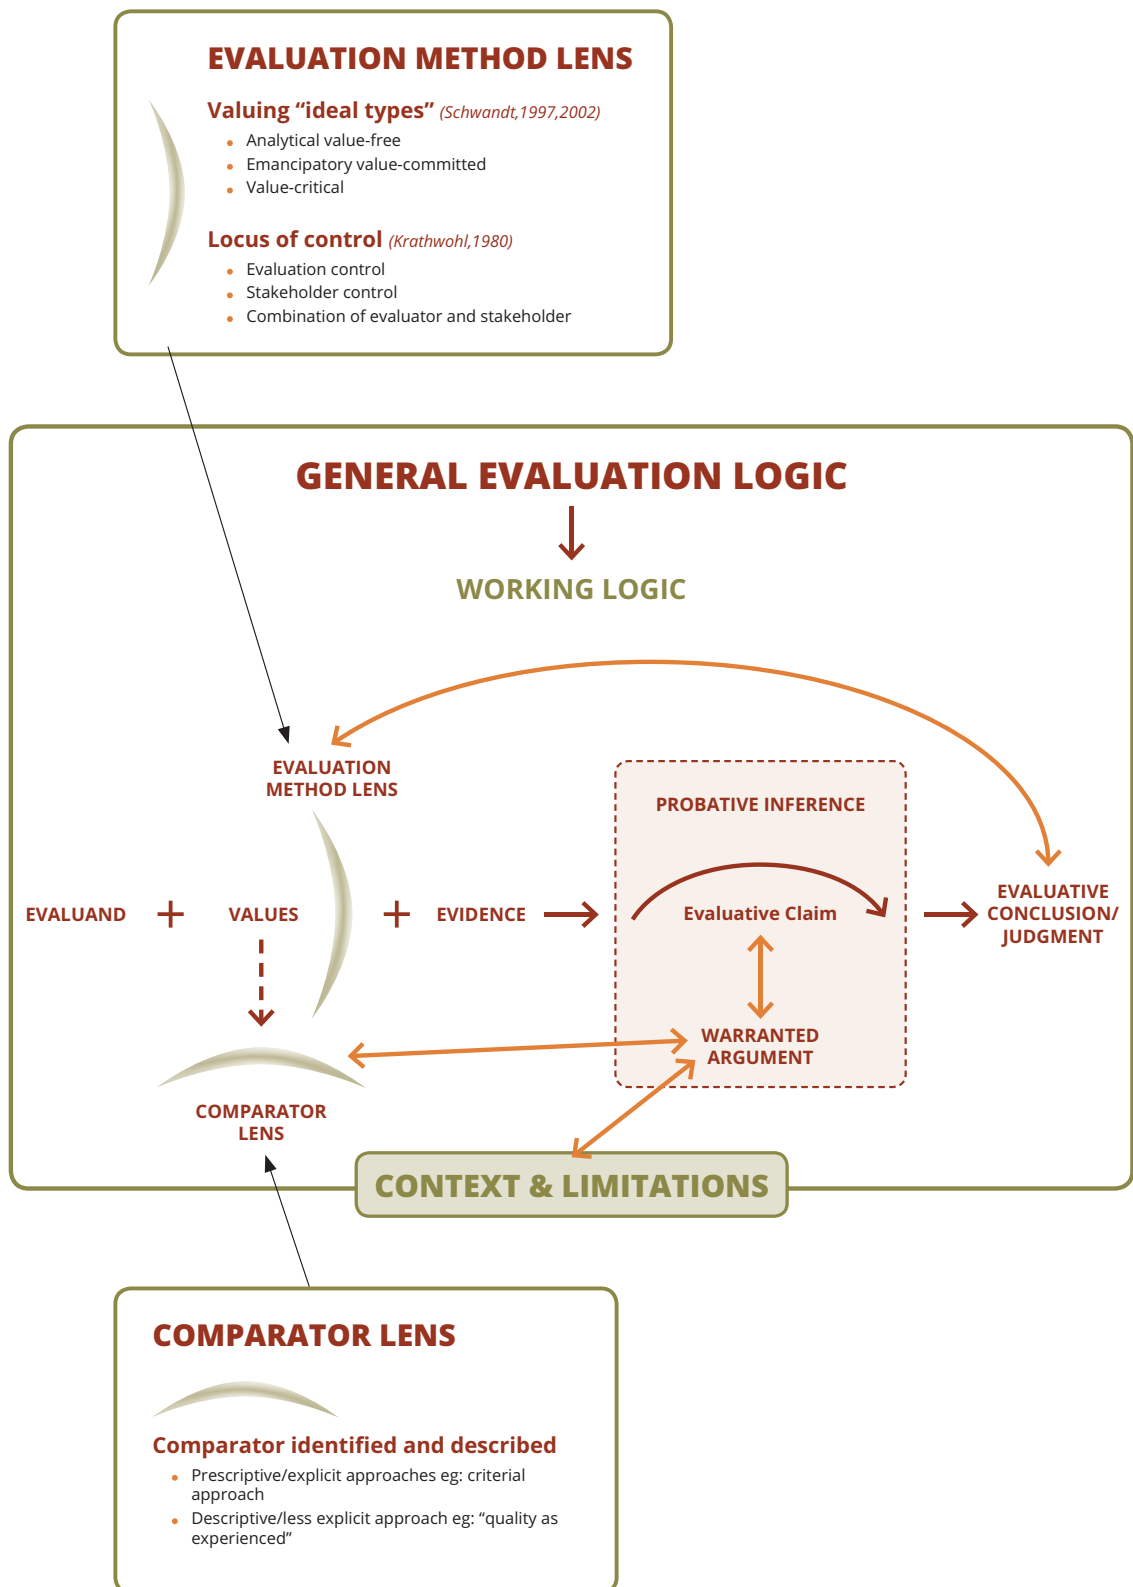 EVALUATION METHOD LENS
Valuing “ideal types” (Schwandt,1997,2002)
• Analytical value-free
• Emancipatory value-committed
• Value-critical
Locus of control (Krathwohl,1980)
• Evaluation control
• Stakeholder control
• Combination of evaluator and stakeholder
GENERAL EVALUATION LOGIC
WORKING LOGIC
EVALUATION
METHOD LENS
EVALUAND
+
VALUES
+
EVIDENCE
PROBATIVE INFERENCE
Evaluative Claim
WARRANTED
ARGUMENT
EVALUATIVE
CONCLUSION/
JUDGMENT
COMPARATOR
LENS
CONTEXT & LIMITATIONS
COMPARATOR LENS
Comparator identified and described
• Prescriptive/explicit approaches eg: criterial
approach
• Descriptive/less explicit approach eg: “quality as
experienced”